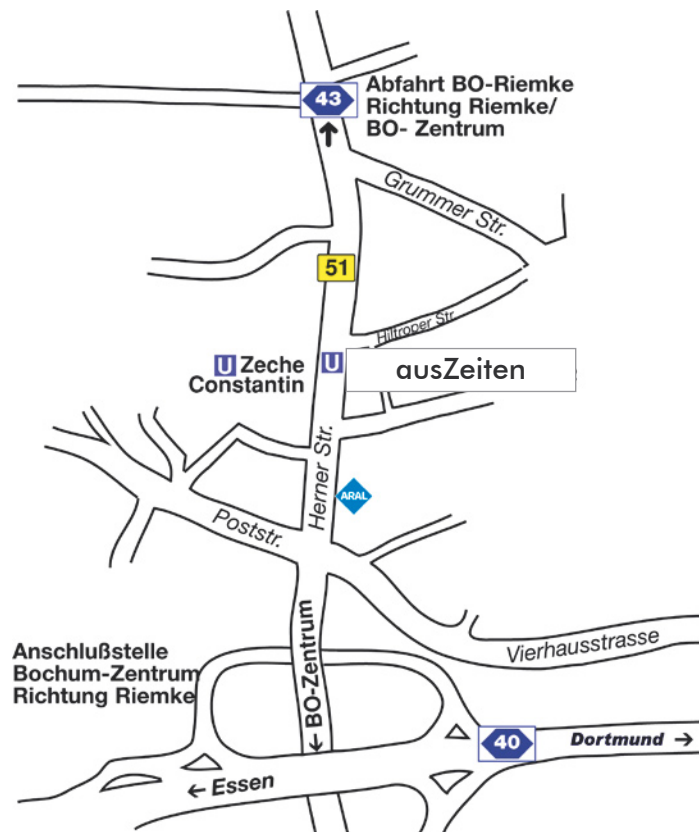 43
Abfahrt BO-Riemke
Richtung Riemke/
BO- Zentrum
Grummer Str.
51
Hiltroper Str.
U Zeche
Constantin
U
ausZeiten
Herner Str.
ARAL
Poststr.
Vierhausstrasse
← BO-Zentrum
Anschlußstelle
Bochum-Zentrum
Richtung Riemke
40
Dortmund →
← Essen